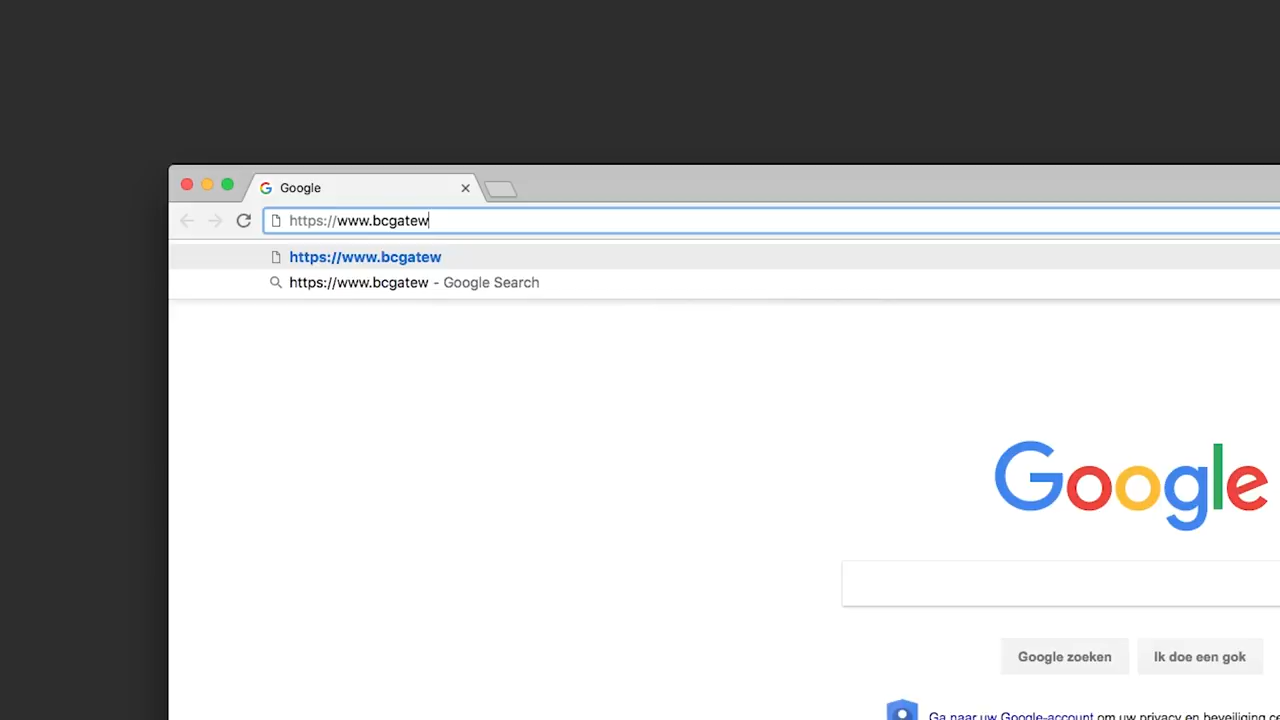 Google
https://www.bcgatew
https://www.bcgatew
https://www.bcgatew - Google Search
Google
Google zoeken
Ik doe een gok
Ga naar uw Google-account om uw privacy en beveiliging